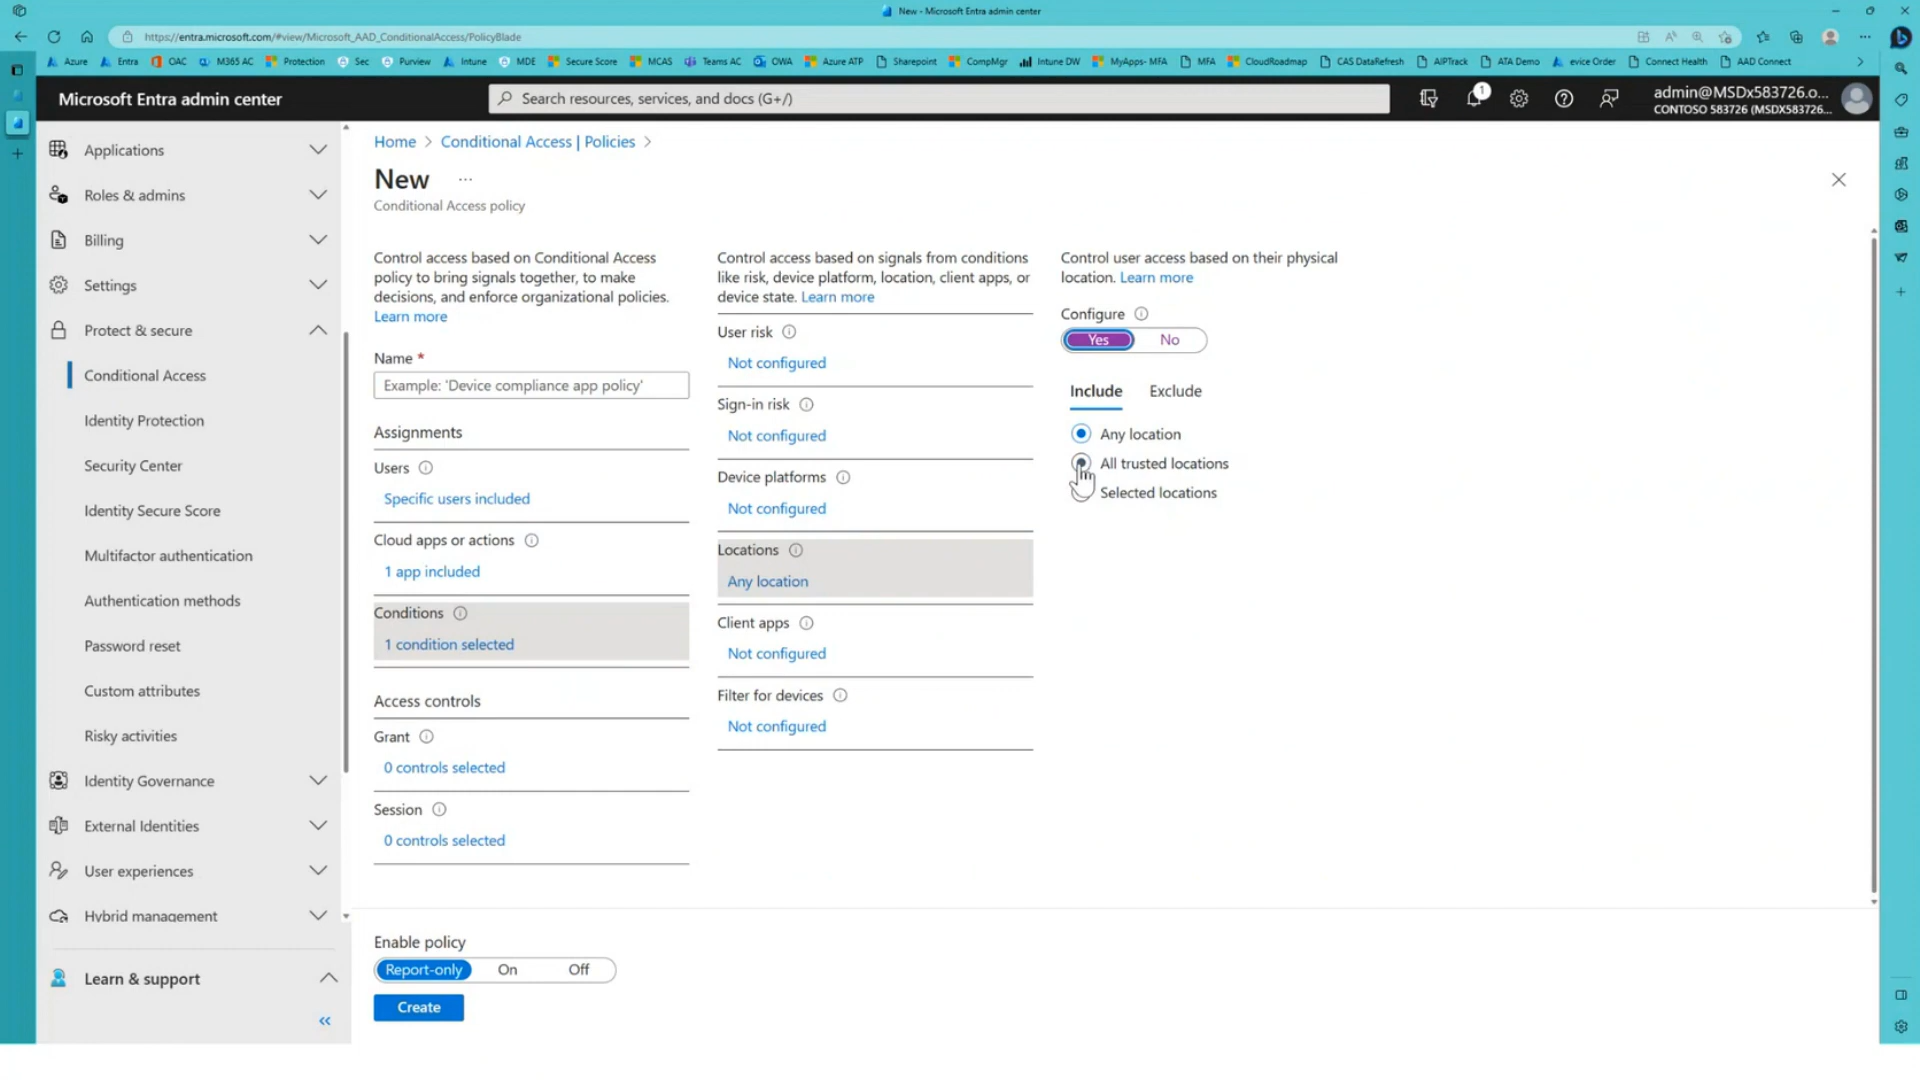 New - Microsoft Entra admin center
https://entra.microsoft.com/#view/Microsoft_AAD_ConditionalAccess/PolicyBlade
Azure Entra OAC M365 AC Protection Sec Purview Intune MDE Secure Score MCAS Teams AC OWA Azure ATP Sharepoint CompMgr Intune DW MyApps- MFA MFA CloudRoadmap CAS DataRefresh AIPTrack ATA Demo evice Order Connect Health AAD Connect
Microsoft Entra admin center
Search resources, services, and docs (G+/)
1
admin@MSDx583726.o...
CONTOSO 583726 (MSDX583726...
Applications
Roles & admins
Billing
Settings
Protect & secure
Conditional Access
Identity Protection
Security Center
Identity Secure Score
Multifactor authentication
Authentication methods
Password reset
Custom attributes
Risky activities
Identity Governance
External Identities
User experiences
Hybrid management
Learn & support
Home > Conditional Access | Policies >
New ...
Conditional Access policy
Control access based on Conditional Access
policy to bring signals together, to make
decisions, and enforce organizational policies.
Learn more
Name *
Example: 'Device compliance app policy'
Assignments
Users
Specific users included
Cloud apps or actions
1 app included
Conditions
1 condition selected
Access controls
Grant
0 controls selected
Session
0 controls selected
Control access based on signals from conditions
like risk, device platform, location, client apps, or
device state. Learn more
User risk
Not configured
Sign-in risk
Not configured
Device platforms
Not configured
Locations
Any location
Client apps
Not configured
Filter for devices
Not configured
Control user access based on their physical
location. Learn more
Configure
Yes No
Include Exclude
Any location
All trusted locations
Selected locations
Enable policy
Report-only On Off
Create